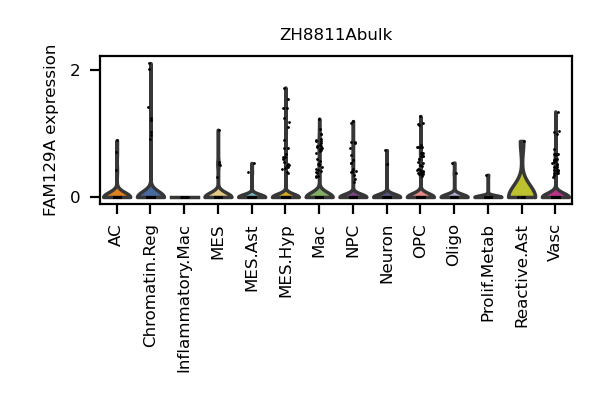 ZH8811Abulk
FAM129A expression
2
0
AC
Chromatin.Reg
Inflammatory.Mac
MES
MES.Ast
MES.Hyp
Mac
NPC
Neuron
OPC
Oligo
Prolif.Metab
Reactive.Ast
Vasc